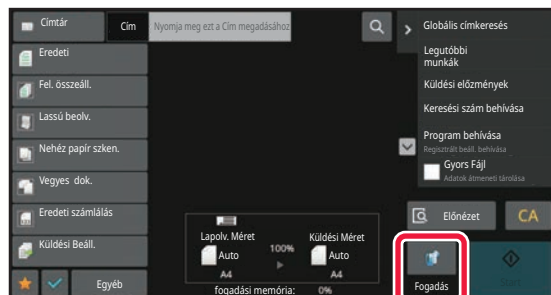 Címtár
Cím
Nyomja meg ezt a Cím megadásához
Globális címkeresés
Eredeti
Legutóbbi
munkák
Fel. összeáll.
Küldési előzmények
Lassú beolv.
Keresési szám behívása
Nehéz papír szken.
Program behívása
Regisztrált beáll. behívása
Gyors Fájl
Adatok átmeneti tárolása
Vegyes dok.
Eredeti számlálás
Előnézet
CA
Küldési Beáll.
Lapolv. Méret
Küldési Méret
100%
Auto
Auto
A4
A4
Egyéb
fogadási memória:
0%
Fogadás
Start